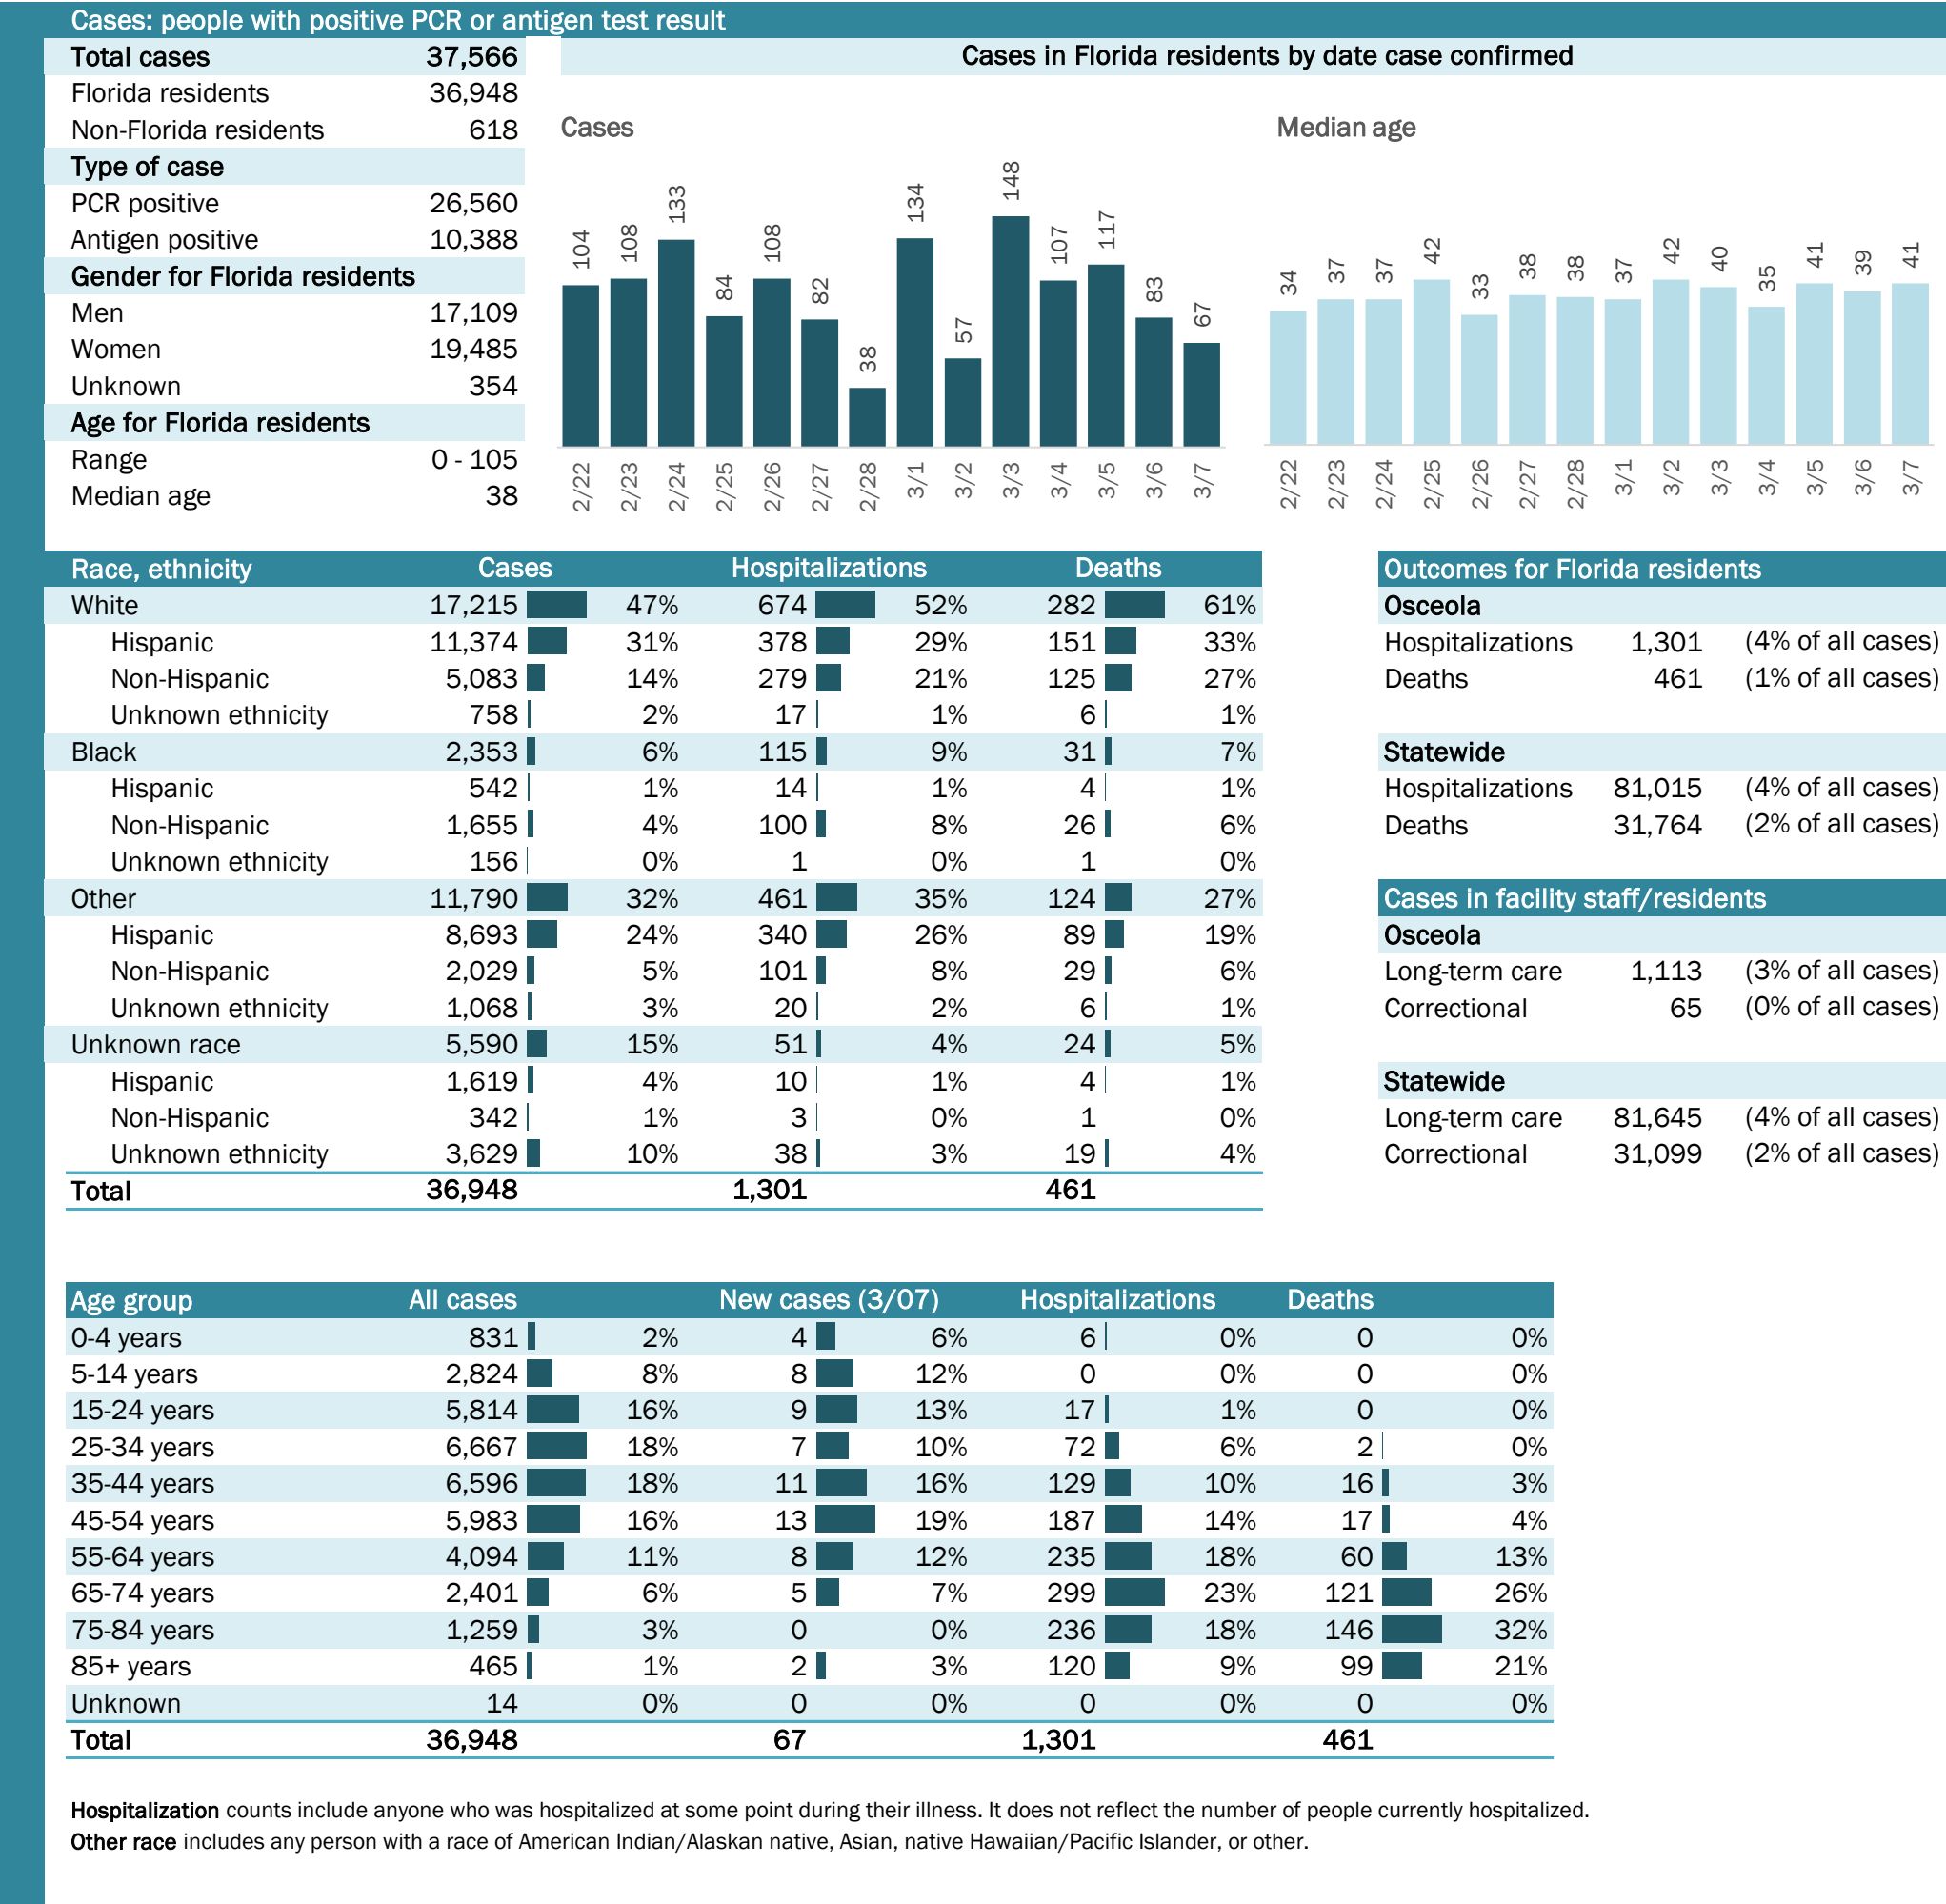 Cases: people with positive PCR or antigen test result
Total cases 37,566
Florida residents 36,948
Non-Florida residents 618
Type of case
PCR positive 26,560
Antigen positive 10,388
Gender for Florida residents
Men 17,109
Women 19,485
Unknown 354
Age for Florida residents
Range 0 - 105
Median age 38
Cases in Florida residents by date case confirmed
Cases
104 108 133 84 108 82 38 134 57 148 107 117 83 67
2/22 2/23 2/24 2/25 2/26 2/27 2/28 3/1 3/2 3/3 3/4 3/5 3/6 3/7
Median age
34 37 37 42 33 38 38 37 42 40 35 41 39 41
2/22 2/23 2/24 2/25 2/26 2/27 2/28 3/1 3/2 3/3 3/4 3/5 3/6 3/7
Race, ethnicity Cases Hospitalizations Deaths
White 17,215 47% 674 52% 282 61%
Hispanic 11,374 31% 378 29% 151 33%
Non-Hispanic 5,083 14% 279 21% 125 27%
Unknown ethnicity 758 2% 17 1% 6 1%
Black 2,353 6% 115 9% 31 7%
Hispanic 542 1% 14 1% 4 1%
Non-Hispanic 1,655 4% 100 8% 26 6%
Unknown ethnicity 156 0% 1 0% 1 0%
Other 11,790 32% 461 35% 124 27%
Hispanic 8,693 24% 340 26% 89 19%
Non-Hispanic 2,029 5% 101 8% 29 6%
Unknown ethnicity 1,068 3% 20 2% 6 1%
Unknown race 5,590 15% 51 4% 24 5%
Hispanic 1,619 4% 10 1% 4 1%
Non-Hispanic 342 1% 3 0% 1 0%
Unknown ethnicity 3,629 10% 38 3% 19 4%
Total 36,948 1,301 461
Outcomes for Florida residents
Osceola
Hospitalizations 1,301 (4% of all cases)
Deaths 461 (1% of all cases)
Statewide
Hospitalizations 81,015 (4% of all cases)
Deaths 31,764 (2% of all cases)
Cases in facility staff/residents
Osceola
Long-term care 1,113 (3% of all cases)
Correctional 65 (0% of all cases)
Statewide
Long-term care 81,645 (4% of all cases)
Correctional 31,099 (2% of all cases)
Age group All cases New cases (3/07) Hospitalizations Deaths
0-4 years 831 2% 4 6% 6 0% 0 0%
5-14 years 2,824 8% 8 12% 0 0% 0 0%
15-24 years 5,814 16% 9 13% 17 1% 0 0%
25-34 years 6,667 18% 7 10% 72 6% 2 0%
35-44 years 6,596 18% 11 16% 129 10% 16 3%
45-54 years 5,983 16% 13 19% 187 14% 17 4%
55-64 years 4,094 11% 8 12% 235 18% 60 13%
65-74 years 2,401 6% 5 7% 299 23% 121 26%
75-84 years 1,259 3% 0 0% 236 18% 146 32%
85+ years 465 1% 2 3% 120 9% 99 21%
Unknown 14 0% 0 0% 0 0% 0 0%
Total 36,948 67 1,301 461
Hospitalization counts include anyone who was hospitalized at some point during their illness. It does not reflect the number of people currently hospitalized.
Other race includes any person with a race of American Indian/Alaskan native, Asian, native Hawaiian/Pacific Islander, or other.